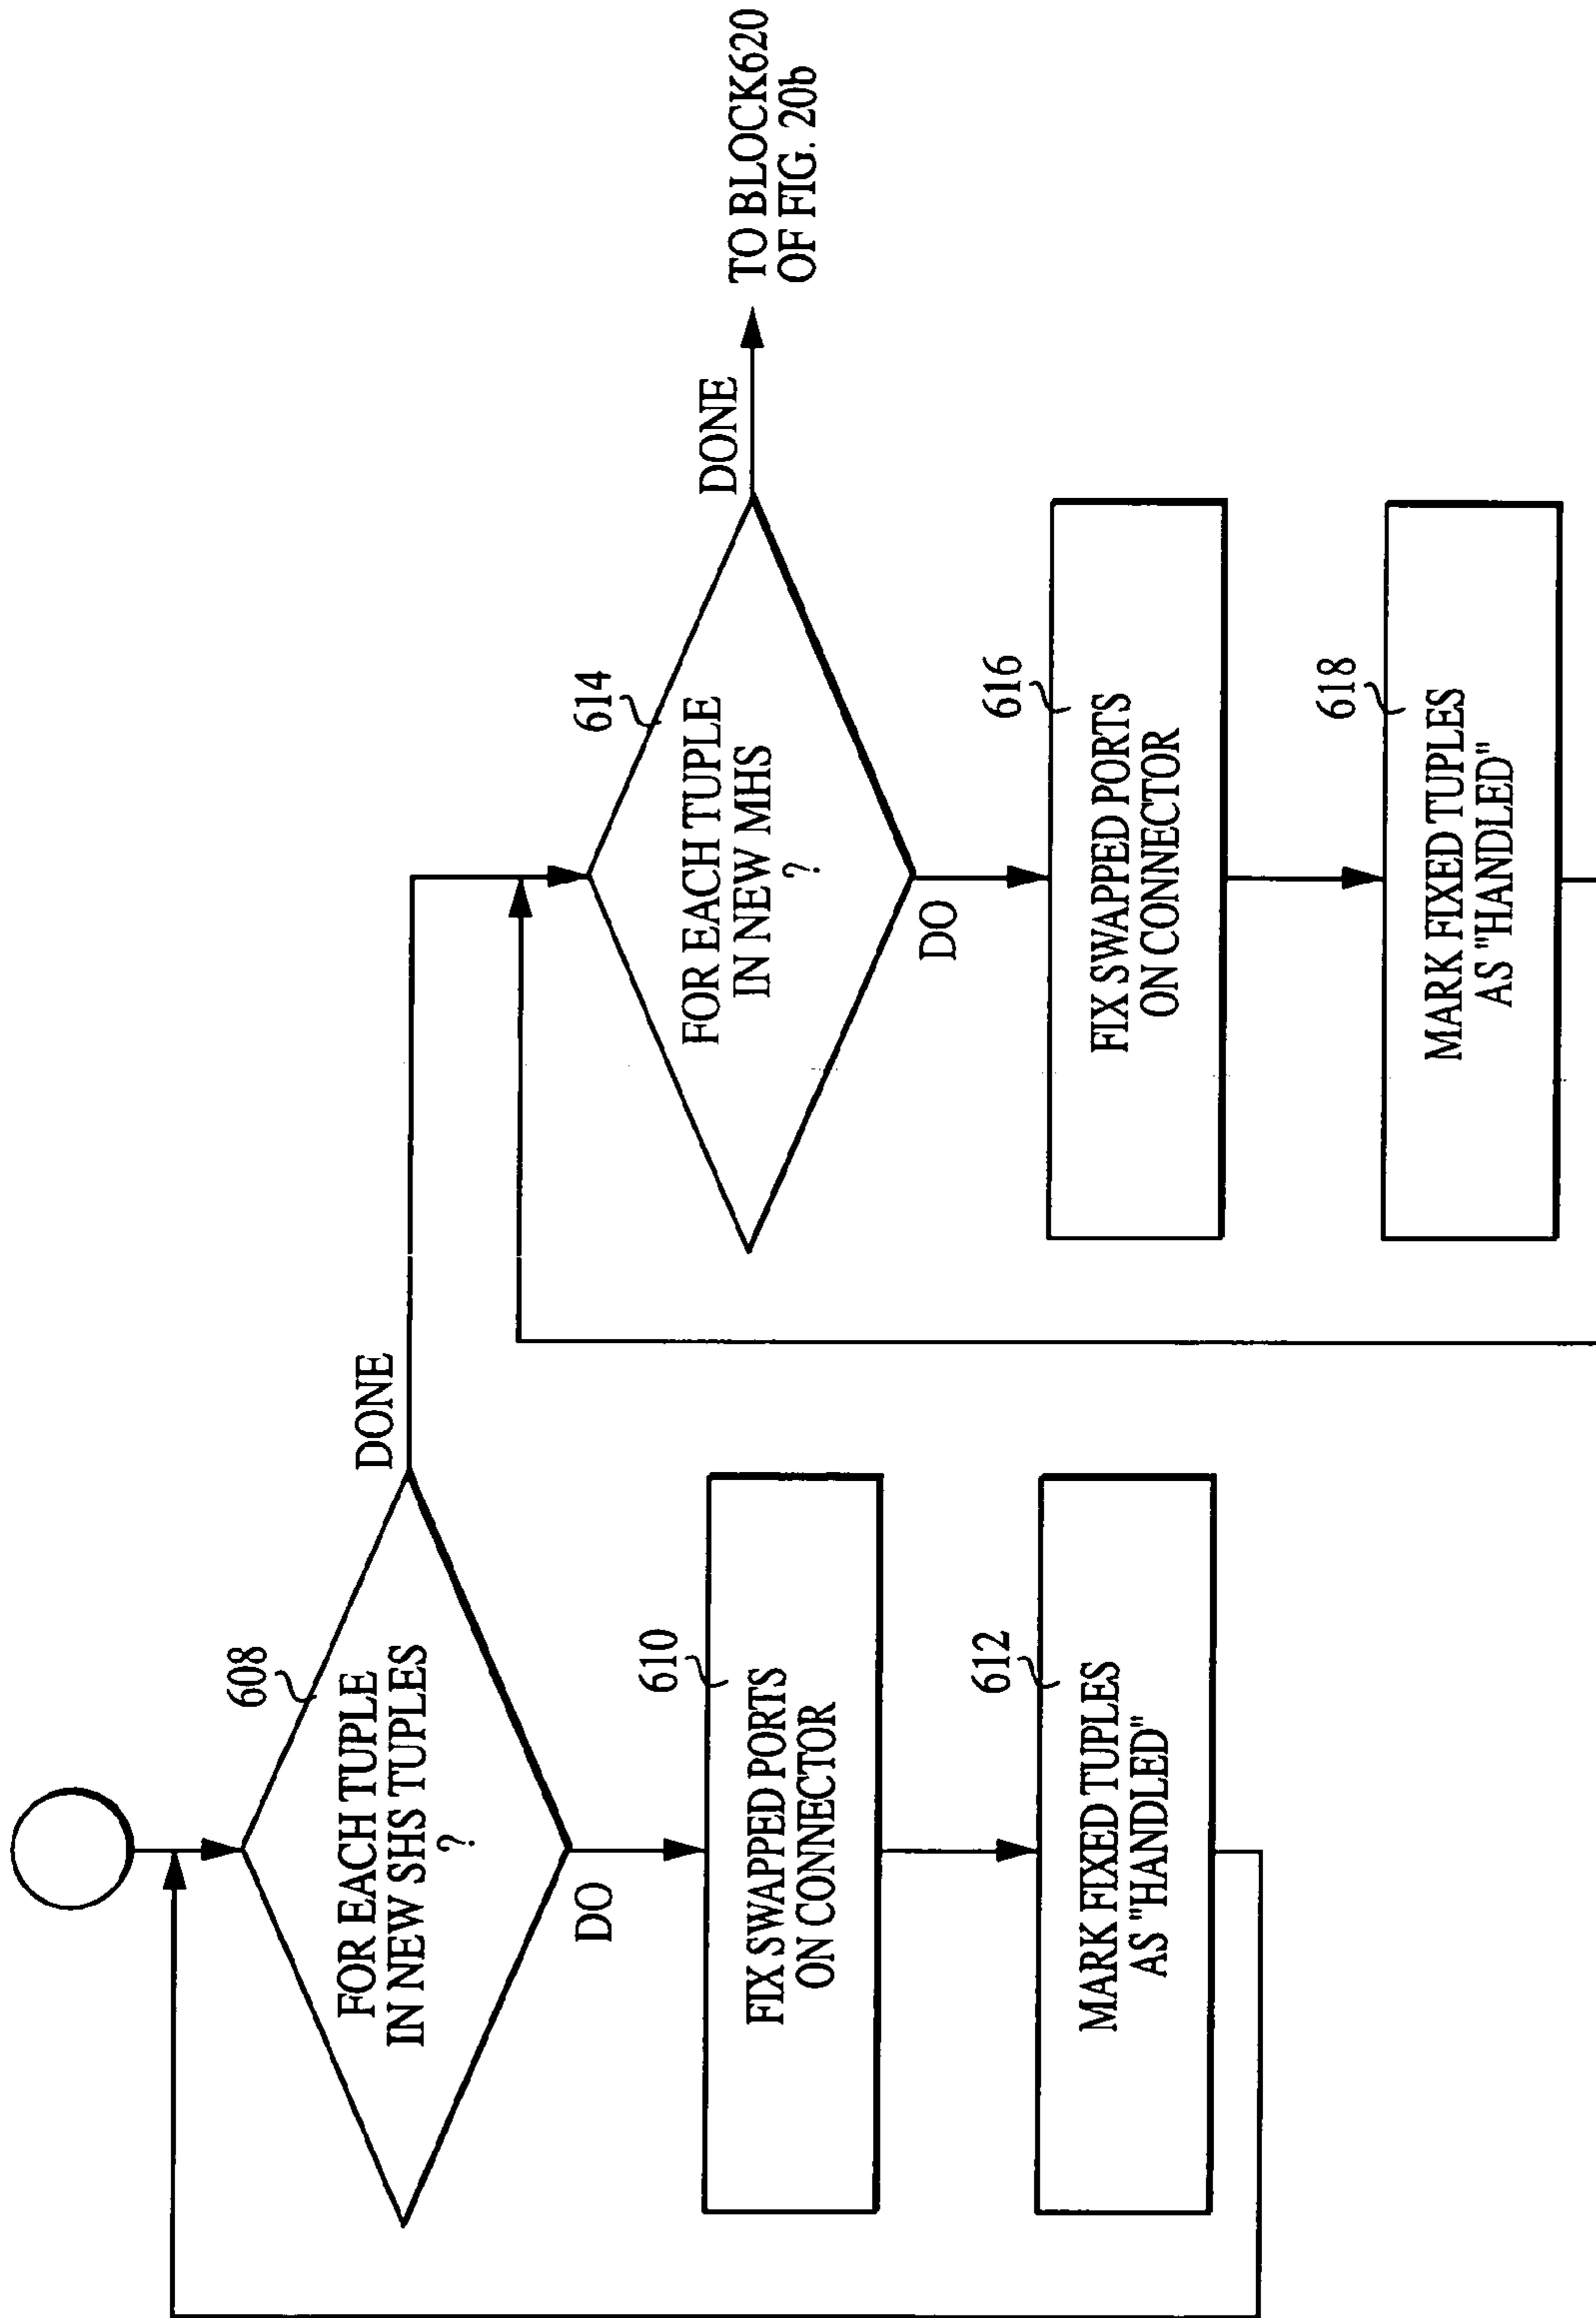 608
FOR EACH TUPLE
IN NEW SHS TUPLES
?
DONE
DO
610
FIX SWAPPED PORTS
ON CONNECTOR
612
MARK FIXED TUPLES
AS "HANDLED"
614
FOR EACH TUPLE
IN NEW MHS
?
DONE
TO BLOCK620
OF FIG. 20b
DO
616
FIX SWAPPED PORTS
ON CONNECTOR
618
MARK FIXED TUPLES
AS "HANDLED"